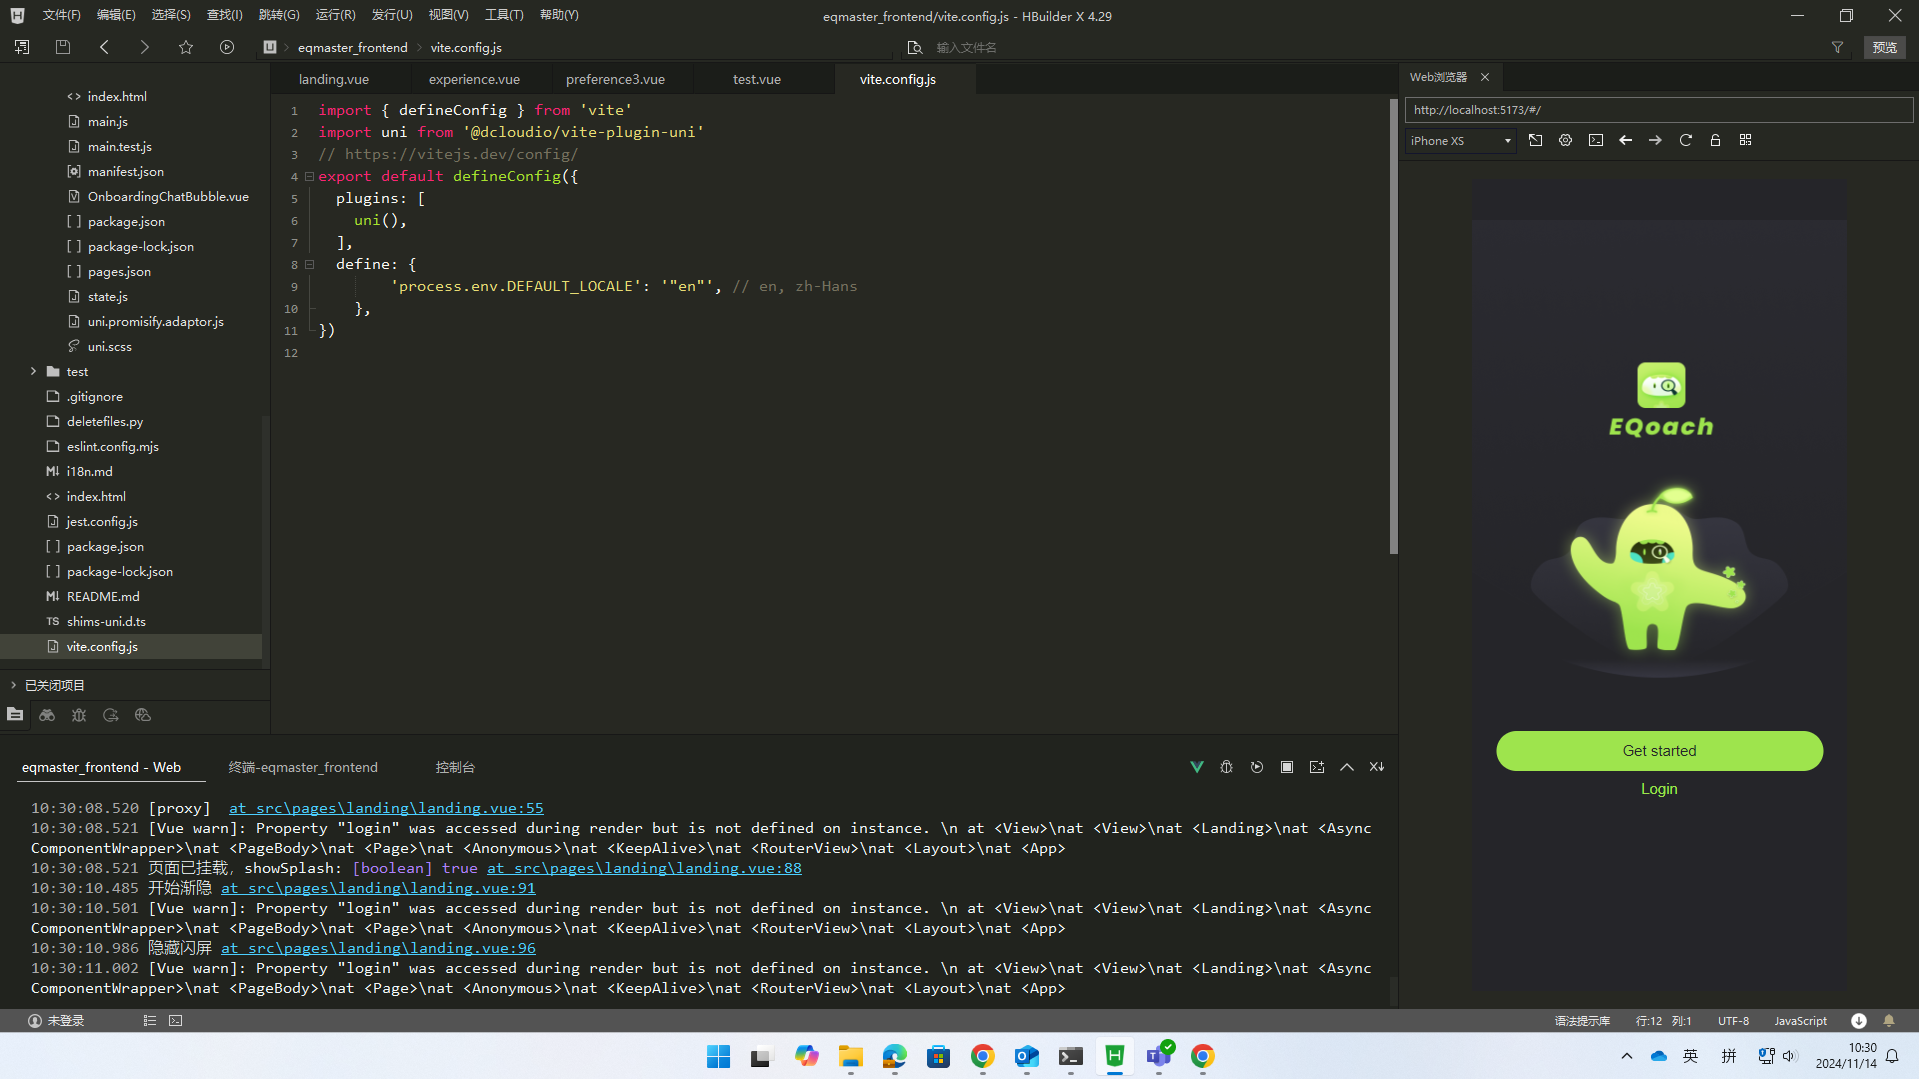 文件(F) 编辑(E) 选择(S) 查找(I) 跳转(G) 运行(R) 发行(U) 视图(V) 工具(T) 帮助(Y)
eqmaster_frontend/vite.config.js - HBuilder X 4.29
eqmaster_frontend vite.config.js
输入文件名
预览
index.html
main.js
main.test.js
manifest.json
OnboardingChatBubble.vue
package.json
package-lock.json
pages.json
state.js
uni.promisify.adaptor.js
uni.scss
test
.gitignore
deletefiles.py
eslint.config.mjs
i18n.md
index.html
jest.config.js
package.json
package-lock.json
README.md
shims-uni.d.ts
vite.config.js
已关闭项目
landing.vue experience.vue preference3.vue test.vue vite.config.js
1 import { defineConfig } from 'vite'
2 import uni from '@dcloudio/vite-plugin-uni'
3 // https://vitejs.dev/config/
4 export default defineConfig({
5 plugins: [
6 uni(),
7 ],
8 define: {
9 'process.env.DEFAULT_LOCALE': '"en"', // en, zh-Hans
10 },
11 })
12
Web浏览器
http://localhost:5173/#/
iPhone XS
EQoach
Get started
Login
eqmaster_frontend - Web 终端-eqmaster_frontend 控制台
10:30:08.520 [proxy] at src\pages\landing\landing.vue:55
10:30:08.521 [Vue warn]: Property "login" was accessed during render but is not defined on instance. \n at <View>\nat <View>\nat <Landing>\nat <Async
ComponentWrapper>\nat <PageBody>\nat <Page>\nat <Anonymous>\nat <KeepAlive>\nat <RouterView>\nat <Layout>\nat <App>
10:30:08.521 页面已挂载，showSplash: [boolean] true at src\pages\landing\landing.vue:88
10:30:10.485 开始渐隐 at src\pages\landing\landing.vue:91
10:30:10.501 [Vue warn]: Property "login" was accessed during render but is not defined on instance. \n at <View>\nat <View>\nat <Landing>\nat <Async
ComponentWrapper>\nat <PageBody>\nat <Page>\nat <Anonymous>\nat <KeepAlive>\nat <RouterView>\nat <Layout>\nat <App>
10:30:10.986 隐藏闪屏 at src\pages\landing\landing.vue:96
10:30:11.002 [Vue warn]: Property "login" was accessed during render but is not defined on instance. \n at <View>\nat <View>\nat <Landing>\nat <Async
ComponentWrapper>\nat <PageBody>\nat <Page>\nat <Anonymous>\nat <KeepAlive>\nat <RouterView>\nat <Layout>\nat <App>
未登录
语法提示库 行:12 列:1 UTF-8 JavaScript
英 拼
10:30
2024/11/14